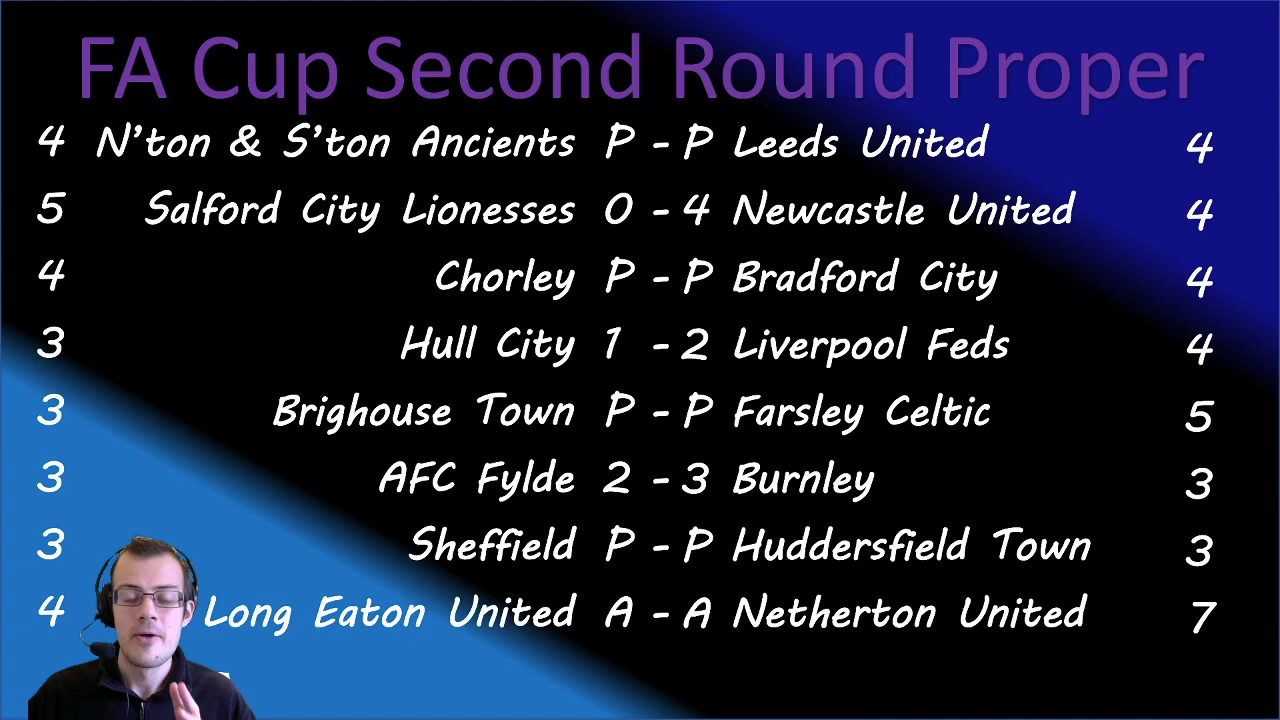 FA Cup Second Round Proper
4 N'ton & S'ton Ancients P - P Leeds United 4
5 Salford City Lionesses 0 - 4 Newcastle United 4
4 Chorley P - P Bradford City 4
3 Hull City 1 - 2 Liverpool Feds 4
3 Brighouse Town P - P Farsley Celtic 5
3 AFC Fylde 2 - 3 Burnley 3
3 Sheffield P - P Huddersfield Town 3
4 Long Eaton United A - A Netherton United 7